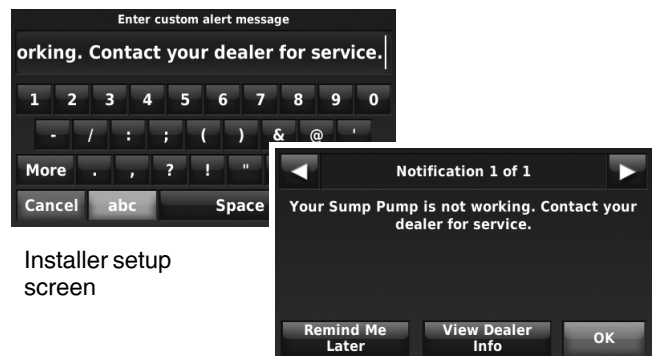 Enter custom alert message
orking. Contact your dealer for service.
1 2 3 4 5 6 7 8 9 0
- / : ; ( ) & @ '
More . , ? ! "
Cancel abc Space
Installer setup
screen
Notification 1 of 1
Your Sump Pump is not working. Contact your
dealer for service.
Remind Me
Later
View Dealer
Info
OK